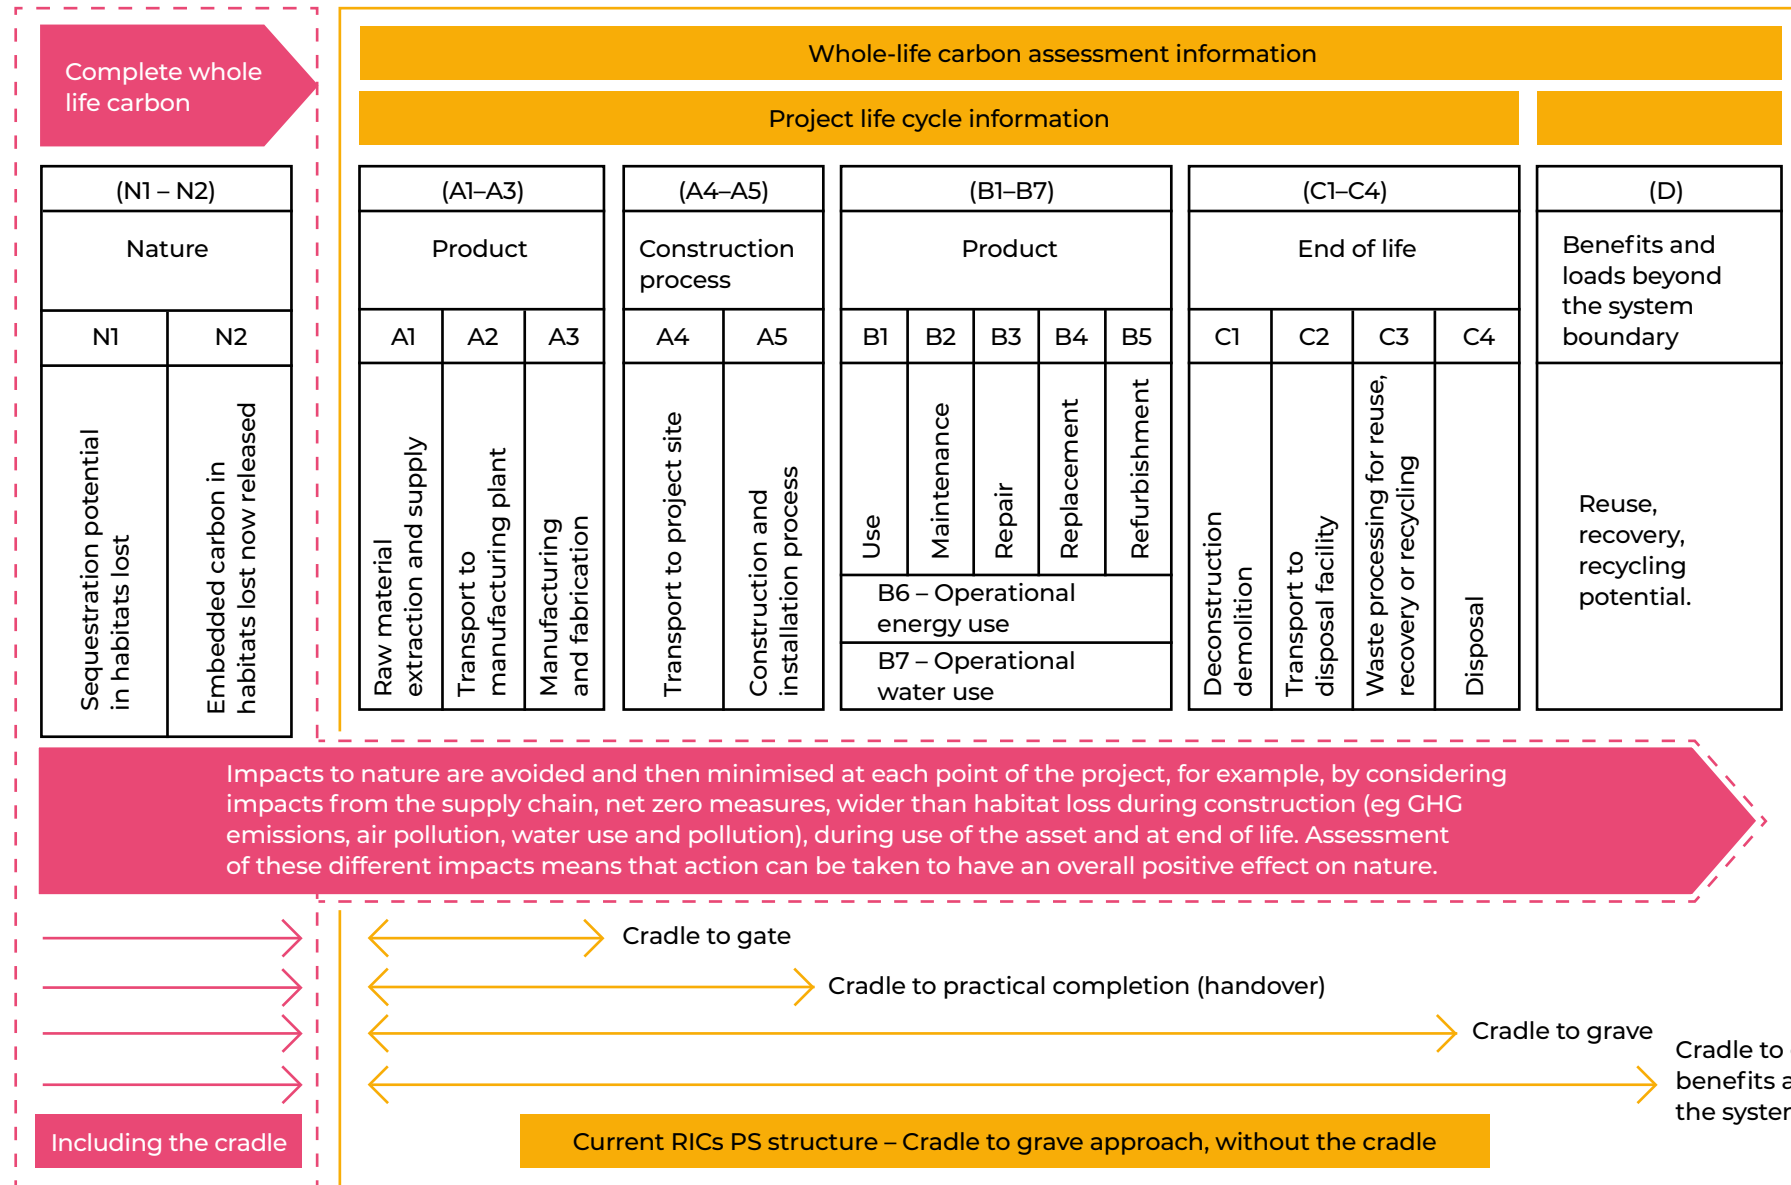 Complete whole
life carbon
Whole-life carbon assessment information
Project life cycle information
(N1 – N2)
Nature
N1
N2
Sequestration potential
in habitats lost
Embedded carbon in
habitats lost now released
(A1–A3)
Product
A1
A2
A3
Raw material
extraction and supply
Transport to
manufacturing plant
Manufacturing
and fabrication
(A4–A5)
Construction
process
A4
A5
Transport to project site
Construction and
installation process
(B1–B7)
Product
B1
B2
B3
B4
B5
Use
Maintenance
Repair
Replacement
Refurbishment
B6 – Operational
energy use
B7 – Operational
water use
(C1–C4)
End of life
C1
C2
C3
C4
Deconstruction
demolition
Transport to
disposal facility
Waste processing for reuse,
recovery or recycling
Disposal
(D)
Benefits and
loads beyond
the system
boundary
Reuse,
recovery,
recycling
potential.
Impacts to nature are avoided and then minimised at each point of the project, for example, by considering
impacts from the supply chain, net zero measures, wider than habitat loss during construction (eg GHG
emissions, air pollution, water use and pollution), during use of the asset and at end of life. Assessment
of these different impacts means that action can be taken to have an overall positive effect on nature.
Cradle to gate
Cradle to practical completion (handover)
Cradle to grave
Cradle to
benefits
the system
Including the cradle
Current RICs PS structure – Cradle to grave approach, without the cradle